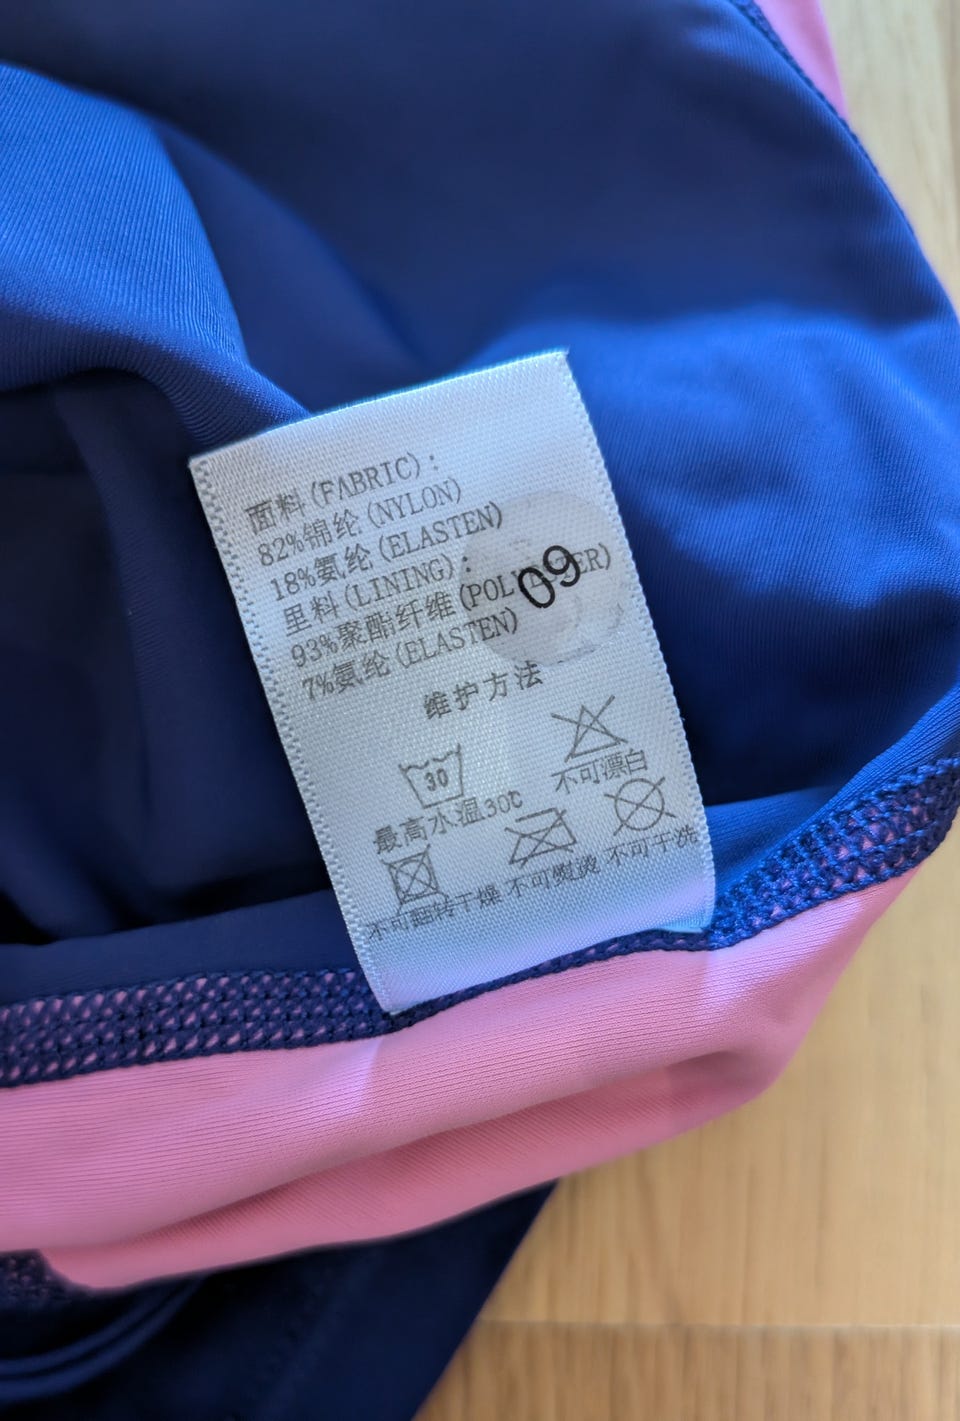 面料(FABRIC):
82%锦纶(NYLON)
18%氨纶(ELASTEN)
里料(LINING):
93%聚酯纤维
7%氨纶(ELASTEN)
09
维护方法
30
最高水温30℃
不可漂白
不可翻转干燥 不可熨烫 不可干洗